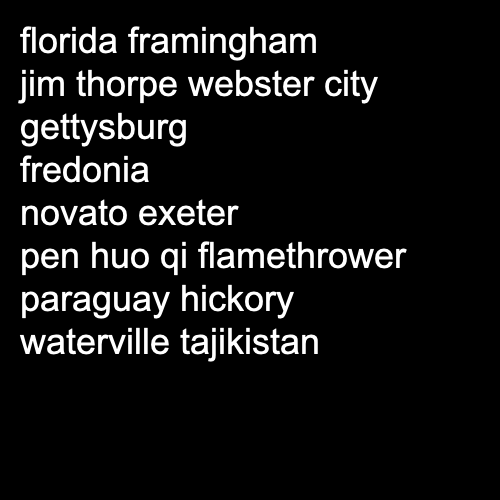 florida framingham
jim thorpe webster city
gettysburg
fredonia
novato exeter
pen huo qi flamethrower
paraguay hickory
waterville tajikistan